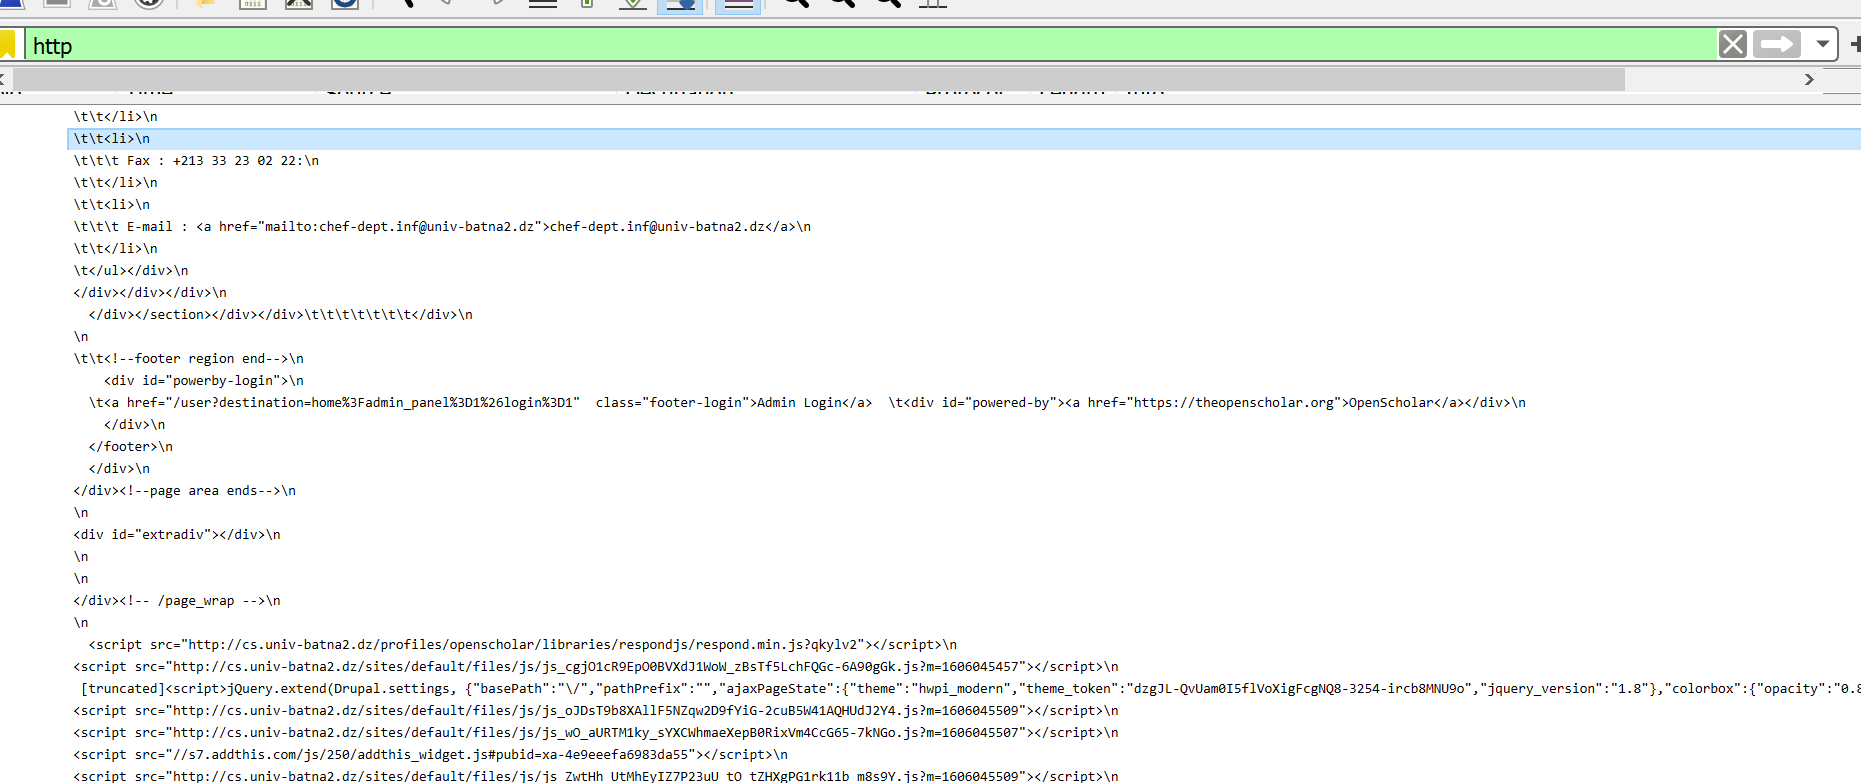 http
\t\t</li>\n
\t\t<li>\n
\t\t\t Fax : +213 33 23 02 22:\n
\t\t</li>\n
\t\t<li>\n
\t\t\t E-mail : <a href="mailto:chef-dept.inf@univ-batna2.dz">chef-dept.inf@univ-batna2.dz</a>\n
\t\t</li>\n
\t</ul></div>\n
</div></div></div>\n
</div></section></div></div>\t\t\t\t\t\t\t</div>\n
\n
\t\t<!--footer region end-->\n
<div id="powerby-login">\n
\t<a href="/user?destination=home%3Fadmin_panel%3D1%26login%3D1"  class="footer-login">Admin Login</a>  \t<div id="powered-by"><a href="https://theopenscholar.org">OpenScholar</a></div>\n
</div>\n
</footer>\n
</div>\n
</div><!--page area ends-->\n
\n
<div id="extradiv"></div>\n
\n
\n
</div><!-- /page_wrap -->\n
\n
<script src="http://cs.univ-batna2.dz/profiles/openscholar/libraries/respondjs/respond.min.js?qkylv2"></script>\n
<script src="http://cs.univ-batna2.dz/sites/default/files/js/js_cgjO1cR9EpO0BVXdJ1WoW_zBsTf5LchFQGc-6A90gGk.js?m=1606045457"></script>\n
[truncated]<script>jQuery.extend(Drupal.settings, {"basePath":"\/","pathPrefix":"","ajaxPageState":{"theme":"hwpi_modern","theme_token":"dzgJL-QvUam0I5flVoXigFcgNQ8-3254-ircb8MNU9o","jquery_version":"1.8"},"colorbox":{"opacity":"0.8
<script src="http://cs.univ-batna2.dz/sites/default/files/js/js_oJDsT9b8XAllF5NZqw2D9fYiG-2cuB5W41AQHUdJ2Y4.js?m=1606045509"></script>\n
<script src="http://cs.univ-batna2.dz/sites/default/files/js/js_wO_aURTM1ky_sYXCWhmaeXepB0RixVm4CcG65-7kNGo.js?m=1606045507"></script>\n
<script src="//s7.addthis.com/js/250/addthis_widget.js#pubid=xa-4e9eeefa6983da55"></script>\n
<script src="http://cs.univ-batna2.dz/sites/default/files/js/js_ZwtHh_UtMhEyIZ7P23uU_tO_tZHXgPG1rk11b_m8s9Y.js?m=1606045509"></script>\n